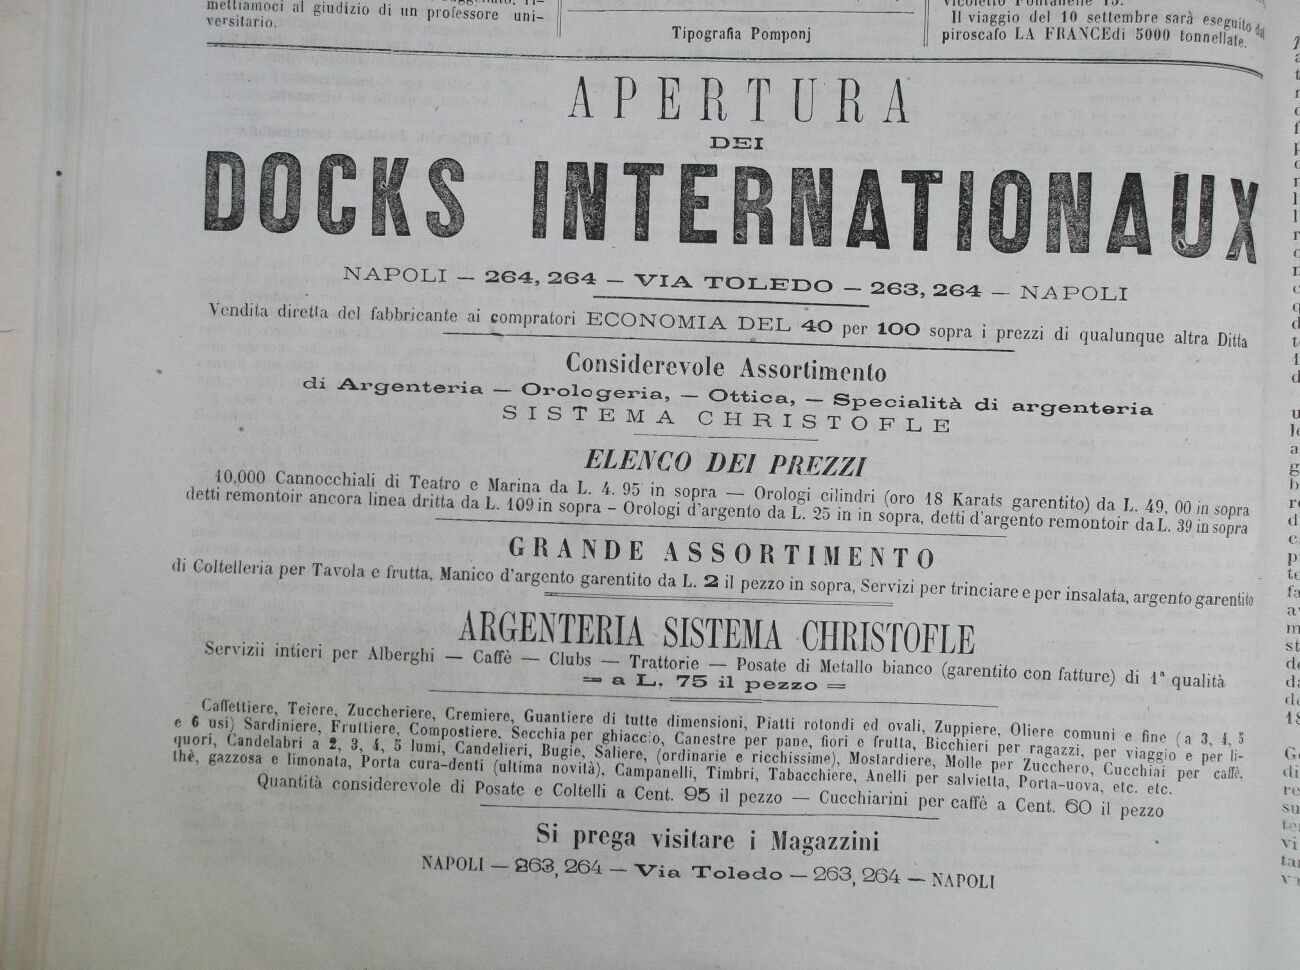 mettiamoci al giudizio di un professore uni-
versitario.
Tipografia Pomponj
Il viaggio del 10 settembre sarà eseguito dal
piroscafo LA FRANCEdi 5000 tonnellate.
APERTURA
DEI
DOCKS INTERNATIONAUX
NAPOLI — 264, 264 — VIA TOLEDO — 263, 264 — NAPOLI
Vendita diretta del fabbricante ai compratori ECONOMIA DEL 40 per 100 sopra i prezzi di qualunque altra Ditta
Considerevole Assortimento
di Argenteria — Orologeria, — Ottica, — Specialità di argenteria
SISTEMA CHRISTOFLE
ELENCO DEI PREZZI
10,000 Cannocchiali di Teatro e Marina da L. 4. 95 in sopra — Orologi cilindri (oro 18 Karats garentito) da L. 49, 00 in sopra
detti remontoir ancora linea dritta da L. 109 in sopra – Orologi d'argento da L. 25 in in sopra, detti d'argento remontoir da L. 39 in sopra
GRANDE ASSORTIMENTO
di Coltelleria per Tavola e frutta, Manico d'argento garentito da L. 2 il pezzo in sopra, Servizi per trinciare e per insalata, argento garentito
ARGENTERIA SISTEMA CHRISTOFLE
Servizii intieri per Alberghi — Caffè — Clubs — Trattorie — Posate di Metallo bianco (garentito con fatture) di 1ª qualità
= a L. 75 il pezzo =
Caffettiere, Teiere, Zuccheriere, Cremiere, Guantiere di tutte dimensioni, Piatti rotondi ed ovali, Zuppiere, Oliere comuni e fine (a 3, 4, 5
e 6 usi) Sardiniere, Fruttiere, Compostiere. Secchia per ghiaccio, Canestre per pane, fiori e frutta, Bicchieri per ragazzi, per viaggio e per li-
quori, Candelabri a 2, 3, 4, 5 lumi, Candelieri, Bugie, Saliere, (ordinarie e ricchissime), Mostardiere, Molle per Zucchero, Cucchiai per caffè,
thè, gazzosa e limonata, Porta cura-denti (ultima novità), Campanelli, Timbri, Tabacchiere, Anelli per salvietta, Porta-uova, etc. etc.
Quantità considerevole di Posate e Coltelli a Cent. 95 il pezzo — Cucchiarini per caffè a Cent. 60 il pezzo
Si prega visitare i Magazzini
NAPOLI — 263, 264 — Via Toledo — 263, 264 — NAPOLI